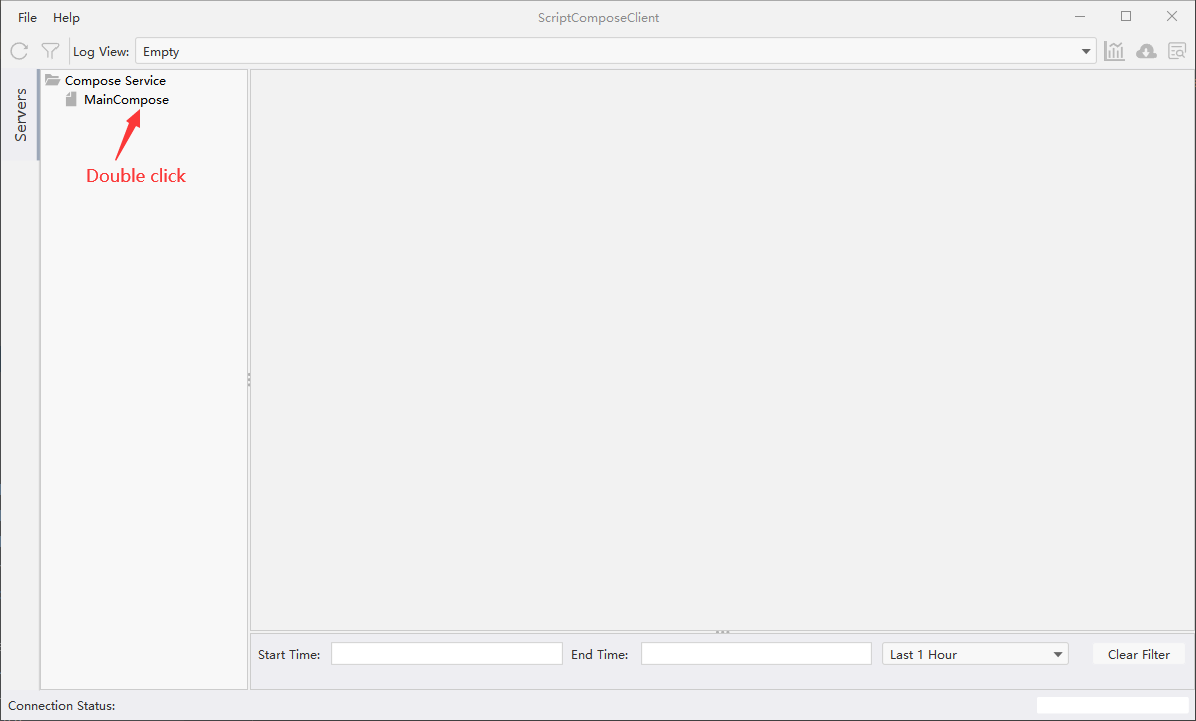 File Help ScriptComposeClient
Log View: Empty
Servers
Compose Service
MainCompose
Double click
Start Time: End Time: Last 1 Hour Clear Filter
Connection Status: